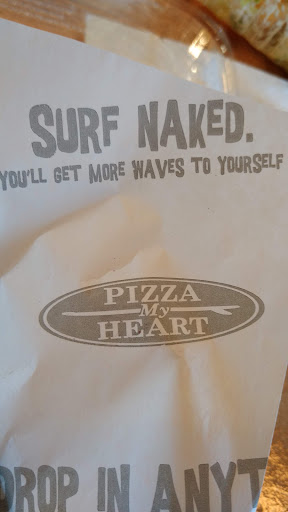 SURF NAKED.
YOU'LL GET MORE WAVES TO YOURSELF
PIZZA
My
HEART
DROP IN ANYT